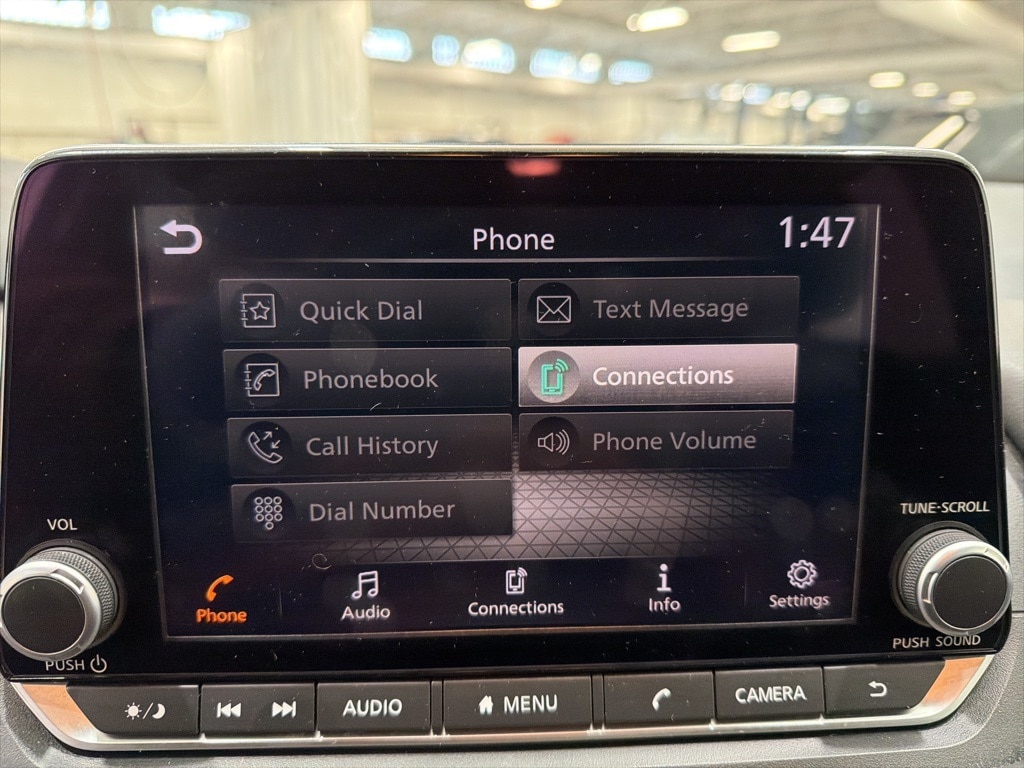 Phone
1:47
Quick Dial
Text Message
Phonebook
Connections
Call History
Phone Volume
Dial Number
VOL
TUNE·SCROLL
Phone
Audio
Connections
Info
Settings
PUSH
PUSH SOUND
AUDIO
MENU
CAMERA